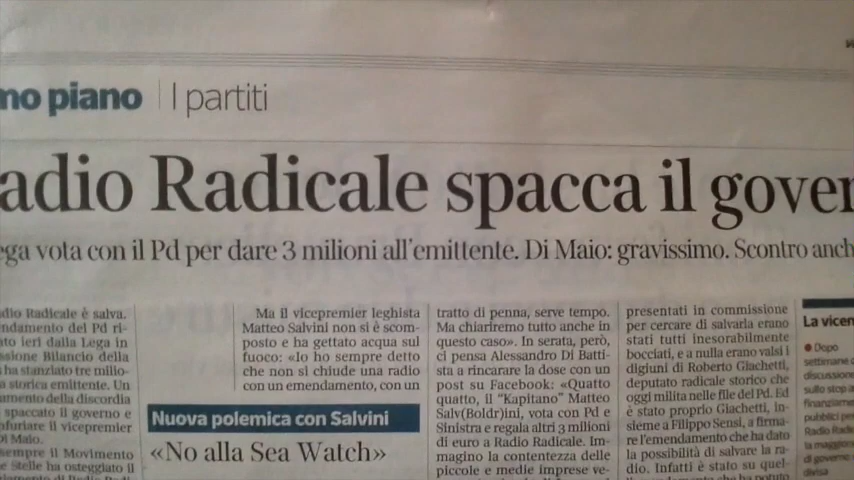 mo piano | I partiti
adio Radicale spacca il gover
ega vota con il Pd per dare 3 milioni all'emittente. Di Maio: gravissimo. Scontro anch
dio Radicale è salva.
ndamento del Pd ri-
ato ieri dalla Lega in
ssione Bilancio della
ha stanziato tre milio-
a storica emittente. Un
amento della discordia
spaccato il governo e
nfuriare il vicepremier
Di Maio.
sempre il Movimento
e Stelle ha osteggiato il
Ma il vicepremier leghista
Matteo Salvini non si è scom-
posto e ha gettato acqua sul
fuoco: «Io ho sempre detto
che non si chiude una radio
con un emendamento, con un
Nuova polemica con Salvini
«No alla Sea Watch»
tratto di penna, serve tempo.
Ma chiariremo tutto anche in
questo caso». In serata, però,
ci pensa Alessandro Di Batti-
sta a rincarare la dose con un
post su Facebook: «Quattro
quatto, il "Kapitano" Matteo
Salv(Boldr)ini, vota con Pd e
Sinistra e regala altri 3 milioni
di euro a Radio Radicale. Im-
magino la contentezza delle
piccole e medie imprese ve-
presentati in commissione
per cercare di salvarla erano
stati tutti inesorabilmente
bocciati, e a nulla erano valsi i
digiuni di Roberto Giachetti,
deputato radicale storico che
oggi milita nelle file del Pd. Ed
è stato proprio Giachetti, in-
sieme a Filippo Sensi, a firma-
re l'emendamento che ha dato
la possibilità di salvare la ra-
dio. Infatti è stato su quel-
La vicen
● Dopo
settimane d
discussion
sullo stop a
finanziamen
pubblici pe
Radio Radi
la maggio
di governo
divisa